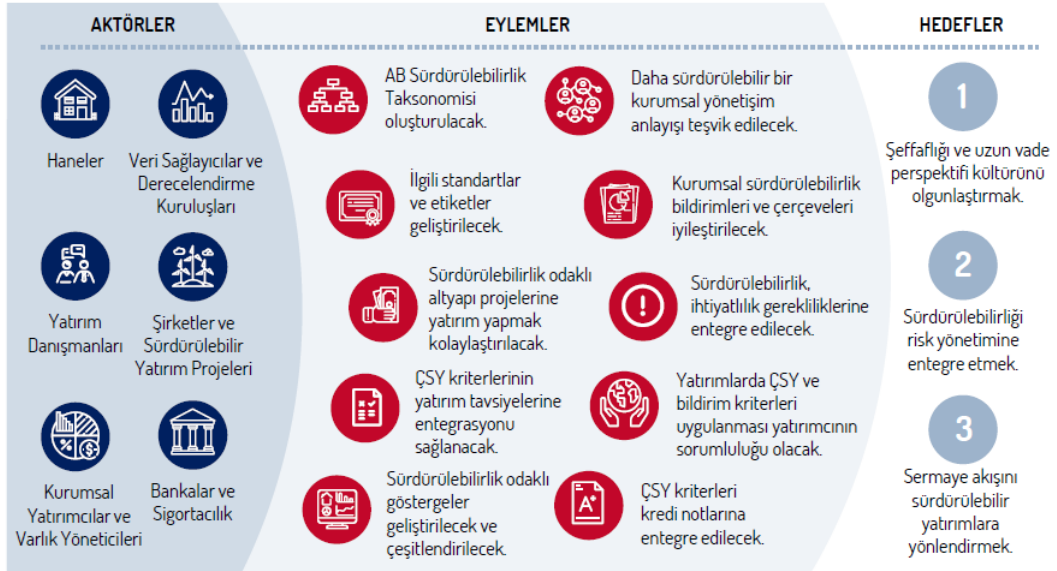 AKTÖRLER
Haneler
Veri Sağlayıcılar ve
Derecelendirme
Kuruluşları
Yatırım
Danışmanları
Şirketler ve
Sürdürülebilir
Yatırım Projeleri
Kurumsal
Yatırımcılar ve
Varlık Yöneticileri
Bankalar ve
Sigortacılık
EYLEMLER
AB Sürdürülebilirlik
Taksonomisi
oluşturulacak.
Daha sürdürülebilir bir
kurumsal yönetişim
anlayışı teşvik edilecek.
İlgili standartlar
ve etiketler
geliştirilecek.
Kurumsal sürdürülebilirlik
bildirimleri ve çerçeveleri
iyileştirilecek.
Sürdürülebilirlik odaklı
altyapı projelerine
yatırım yapmak
kolaylaştırılacak.
Sürdürülebilirlik,
ihtiyatlılık gerekliliklerine
entegre edilecek.
ÇSY kriterlerinin
yatırım tavsiyelerine
entegrasyonu
sağlanacak.
Yatırımlarda ÇSY ve
bildirim kriterleri
uygulanması yatırımcının
sorumluluğu olacak.
Sürdürülebilirlik odaklı
göstergeler
geliştirilecek ve
çeşitlendirilecek.
A+
ÇSY kriterleri
kredi notlarına
entegre edilecek.
HEDEFLER
1
Şeffaflığı ve uzun vade
perspektifi kültürünü
olgunlaştırmak.
2
Sürdürülebilirliği
risk yönetimine
entegre etmek.
3
Sermaye akışını
sürdürülebilir
yatırımlara
yönlendirmek.